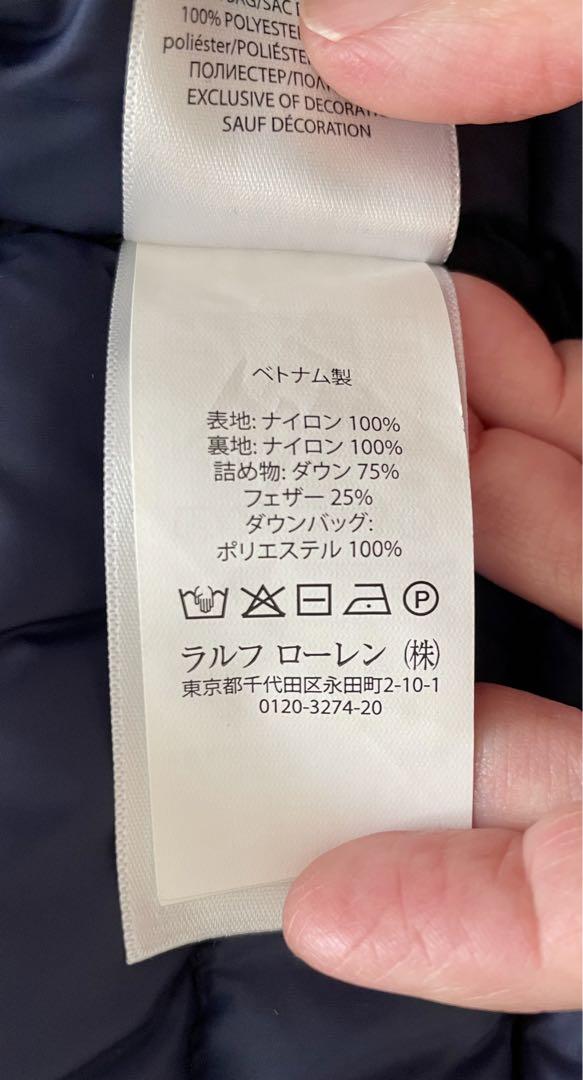 100% POLYESTER
poliéster/POLIÉSTE
ПОЛИЕСТЕР/ПОЛ
EXCLUSIVE OF DECORATI
SAUF DÉCORATION
ベトナム製
表地: ナイロン 100%
裏地: ナイロン 100%
詰め物: ダウン 75%
フェザー 25%
ダウンバッグ:
ポリエステル 100%
P
ラルフ ローレン (株)
東京都千代田区永田町2-10-1
0120-3274-20